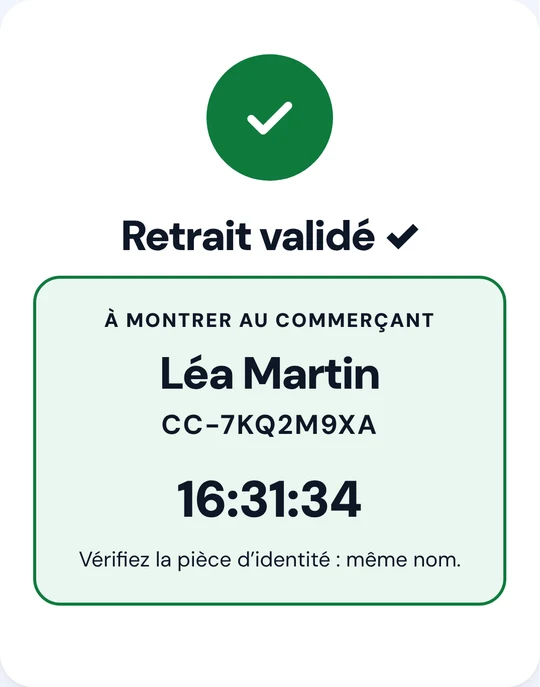 Retrait validé ✔
À MONTRER AU COMMERÇANT
Léa Martin
CC-7KQ2M9XA
16:31:34
Vérifiez la pièce d’identité : même nom.